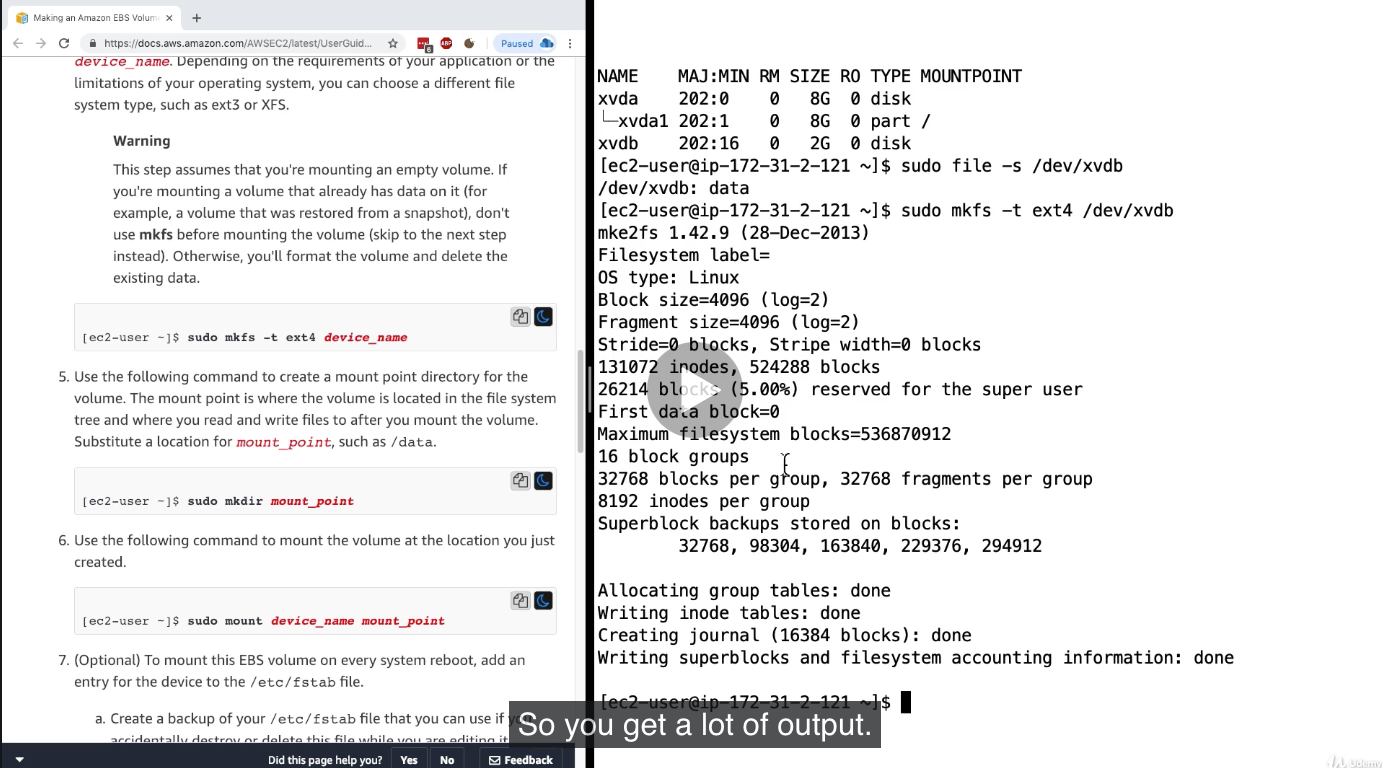 Making an Amazon EBS Volum
https://docs.aws.amazon.com/AWSEC2/latest/UserGuid...
6
ABP
Paused
device_name. Depending on the requirements of your application or the
limitations of your operating system, you can choose a different file
system type, such as ext3 or XFS.
Warning
This step assumes that you're mounting an empty volume. If
you're mounting a volume that already has data on it (for
example, a volume that was restored from a snapshot), don't
use mkfs before mounting the volume (skip to the next step
instead). Otherwise, you'll format the volume and delete the
existing data.
[ec2-user ~]$ sudo mkfs -t ext4 device_name
5. Use the following command to create a mount point directory for the
volume. The mount point is where the volume is located in the file system
tree and where you read and write files to after you mount the volume.
Substitute a location for mount_point, such as /data.
[ec2-user ~]$ sudo mkdir mount_point
6. Use the following command to mount the volume at the location you just
created.
[ec2-user ~]$ sudo mount device_name mount_point
7. (Optional) To mount this EBS volume on every system reboot, add an
entry for the device to the /etc/fstab file.
a. Create a backup of your /etc/fstab file that you can use if you
accidentally destroy or delete this file while you are editing it.
Did this page help you? Yes No Feedback
NAME MAJ:MIN RM SIZE RO TYPE MOUNTPOINT
xvda 202:0 0 8G 0 disk
└─xvda1 202:1 0 8G 0 part /
xvdb 202:16 0 2G 0 disk
[ec2-user@ip-172-31-2-121 ~]$ sudo file -s /dev/xvdb
/dev/xvdb: data
[ec2-user@ip-172-31-2-121 ~]$ sudo mkfs -t ext4 /dev/xvdb
mke2fs 1.42.9 (28-Dec-2013)
Filesystem label=
OS type: Linux
Block size=4096 (log=2)
Fragment size=4096 (log=2)
Stride=0 blocks, Stripe width=0 blocks
131072 inodes, 524288 blocks
26214 blocks (5.00%) reserved for the super user
First data block=0
Maximum filesystem blocks=536870912
16 block groups
32768 blocks per group, 32768 fragments per group
8192 inodes per group
Superblock backups stored on blocks:
32768, 98304, 163840, 229376, 294912
Allocating group tables: done
Writing inode tables: done
Creating journal (16384 blocks): done
Writing superblocks and filesystem accounting information: done
[ec2-user@ip-172-31-2-121 ~]$
So you get a lot of output.
Udemy